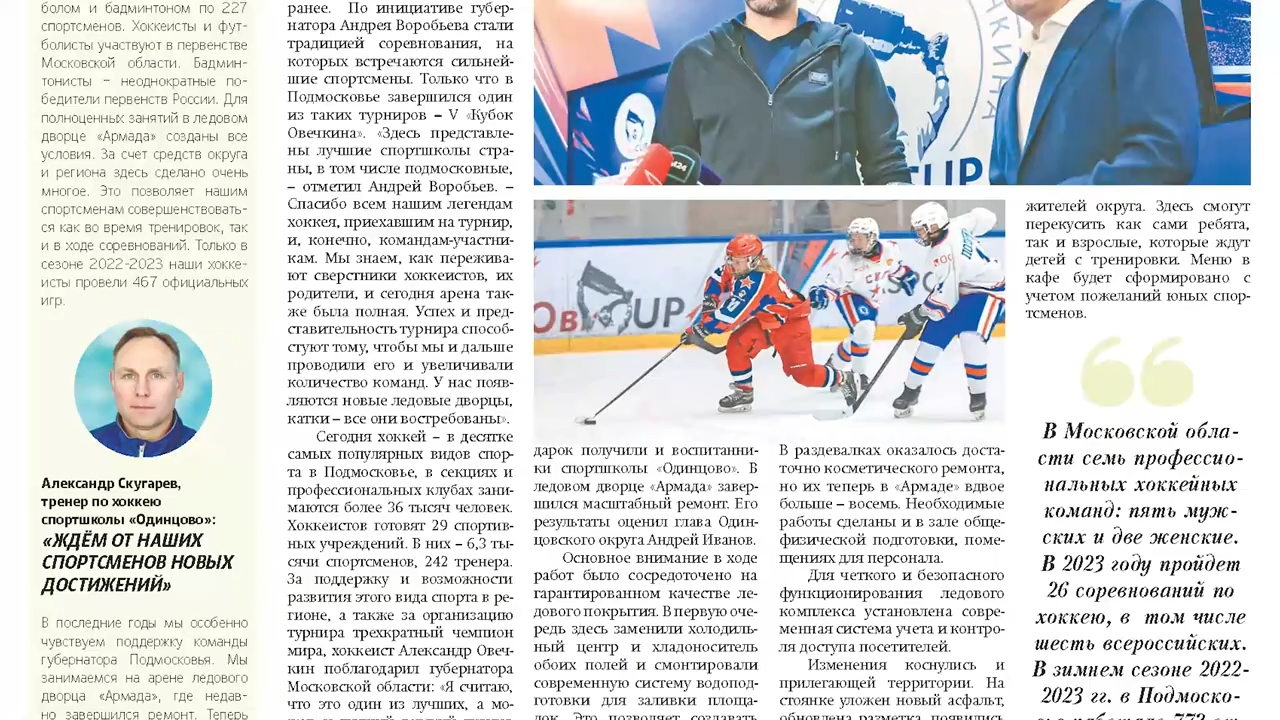 болом и бадминтоном по 227
спортсменов. Хоккеисты и фут-
болисты участвуют в первенстве
Московской области. Бадмин-
тонисты – неоднократные по-
бедители первенств России. Для
полноценных занятий в ледовом
дворце «Армада» созданы все
условия. За счет средств округа
и региона здесь сделано очень
многое. Это позволяет нашим
спортсменам совершенствовать-
ся как во время тренировок, так
и в ходе соревнований. Только в
сезоне 2022-2023 наши хокке-
исты провели 467 официальных
игр.
Александр Скугарев,
тренер по хоккею
спортшколы «Одинцово»:
«ЖДЁМ ОТ НАШИХ
СПОРТСМЕНОВ НОВЫХ
ДОСТИЖЕНИЙ»
В последние годы мы особенно
чувствуем поддержку команды
губернатора Подмосковья. Мы
занимаемся на арене ледового
дворца «Армада», где недав-
но завершился ремонт. Теперь
ранее. По инициативе губер-
натора Андрея Воробьева стали
традицией соревнования, на
которых встречаются сильней-
шие спортсмены. Только что в
Подмосковье завершился один
из таких турниров – V «Кубок
Овечкина». «Здесь представле-
ны лучшие спортшколы стра-
ны, в том числе подмосковные,
– отметил Андрей Воробьев. –
Спасибо всем нашим легендам
хоккея, приехавшим на турнир,
и, конечно, командам-участни-
кам. Мы знаем, как пережива-
ют сверстники хоккеистов, их
родители, и сегодня арена так-
же была полная. Успех и пред-
ставительность турнира способ-
ствуют тому, чтобы мы и дальше
проводили его и увеличивали
количество команд. У нас появ-
ляются новые ледовые дворцы,
катки – все они востребованы».
Сегодня хоккей – в десятке
самых популярных видов спор-
та в Подмосковье, в секциях и
профессиональных клубах зани-
маются более 36 тысяч человек.
Хоккеистов готовят 29 спортив-
ных учреждений. В них – 6,3 ты-
сячи спортсменов, 242 тренера.
За поддержку и возможности
развития этого вида спорта в ре-
гионе, а также за организацию
турнира трехкратный чемпион
мира, хоккеист Александр Овеч-
кин поблагодарил губернатора
Московской области: «Я считаю,
что это один из лучших, а мо-
CUP
CUP
дарок получили и воспитанни-
ки спортшколы «Одинцово». В
ледовом дворце «Армада» завер-
шился масштабный ремонт. Его
результаты оценил глава Один-
цовского округа Андрей Иванов.
Основное внимание в ходе
работ было сосредоточено на
гарантированном качестве ле-
дового покрытия. В первую оче-
редь здесь заменили холодиль-
ный центр и хладоноситель
обоих полей и смонтировали
современную систему водопод-
готовки для заливки площа-
док. Это позволяет создавать
В раздевалках оказалось доста-
точно косметического ремонта,
но их теперь в «Армаде» вдвое
больше – восемь. Необходимые
работы сделаны и в зале обще-
физической подготовки, поме-
щениях для персонала.
Для четкого и безопасного
функционирования ледового
комплекса установлена совре-
менная система учета и контро-
ля доступа посетителей.
Изменения коснулись и
прилегающей территории. На
стоянке уложен новый асфальт,
обновлена разметка, появились
жителей округа. Здесь смогут
перекусить как сами ребята,
так и взрослые, которые ждут
детей с тренировки. Меню в
кафе будет сформировано с
учетом пожеланий юных спор-
тсменов.
В Московской обла-
сти семь профессио-
нальных хоккейных
команд: пять муж-
ских и две женские.
В 2023 году пройдет
26 соревнований по
хоккею, в том числе
шесть всероссийских.
В зимнем сезоне 2022-
2023 гг. в Подмоско-